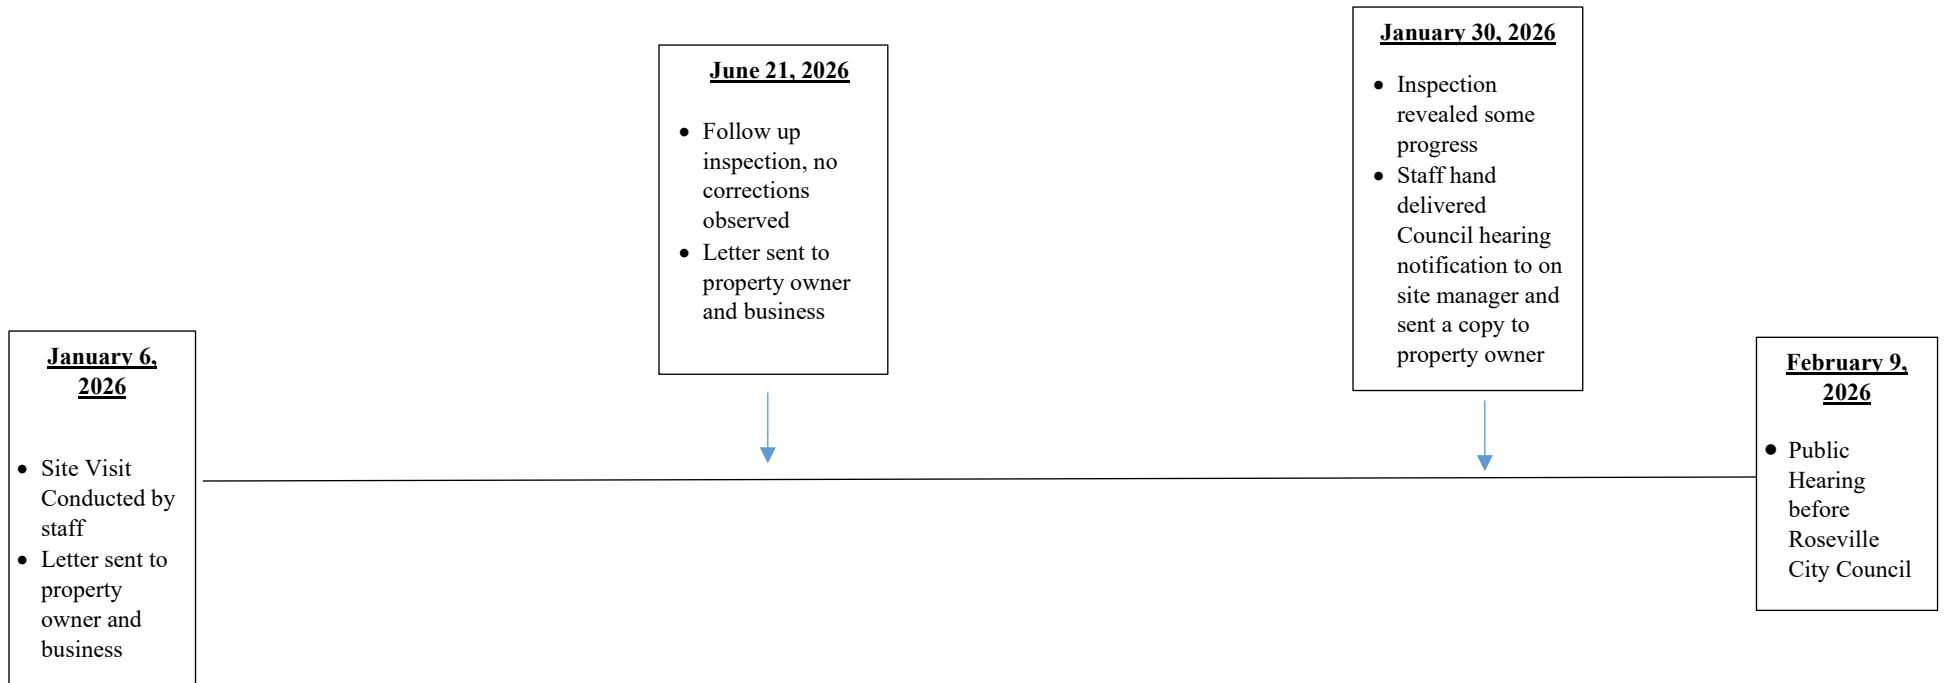 January 6,
2026
• Site Visit
Conducted by
staff
• Letter sent to
property
owner and
business
June 21, 2026
• Follow up
inspection, no
corrections
observed
• Letter sent to
property owner
and business
January 30, 2026
• Inspection
revealed some
progress
• Staff hand
delivered
Council hearing
notification to on
site manager and
sent a copy to
property owner
February 9,
2026
• Public
Hearing
before
Roseville
City Council